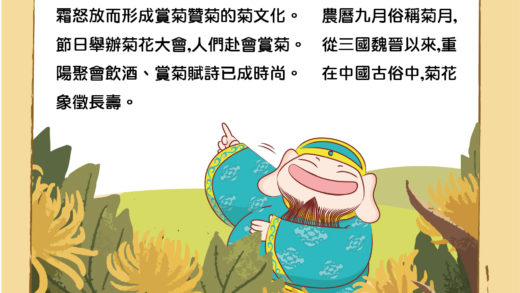 霜怒放而形成賞菊贊菊的菊文化。 農曆九月俗稱菊月,
節日舉辦菊花大會,人們赴會賞菊。 從三國魏晉以來,重
陽聚會飲酒、賞菊賦詩已成時尚。 在中國古俗中,菊花
象徵長壽。